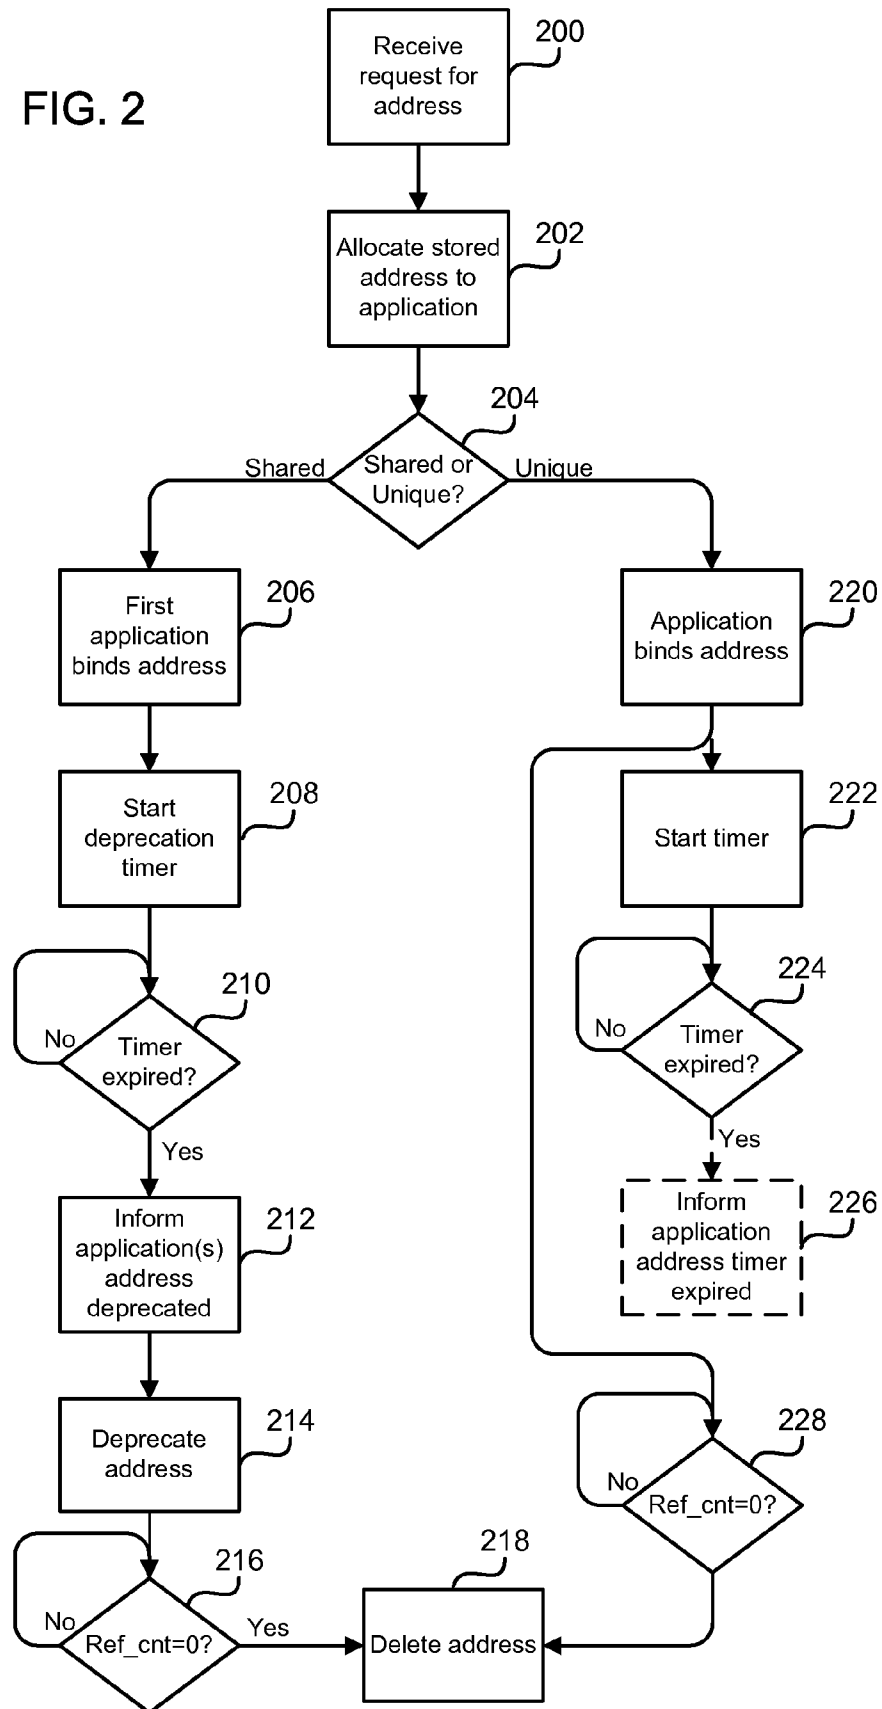 FIG. 2
Receive
request for
address
200
Allocate stored
address to
application
202
204
Shared or
Unique?
Shared
Unique
First
application
binds address
206
Application
binds address
220
Start
deprecation
timer
208
Start timer
222
210
No
Timer
expired?
Yes
224
No
Timer
expired?
Yes
Inform
application(s)
address
deprecated
212
Inform
application
address timer
expired
226
Deprecate
address
214
228
No
Ref_cnt=0?
216
No
Ref_cnt=0?
Yes
218
Delete address